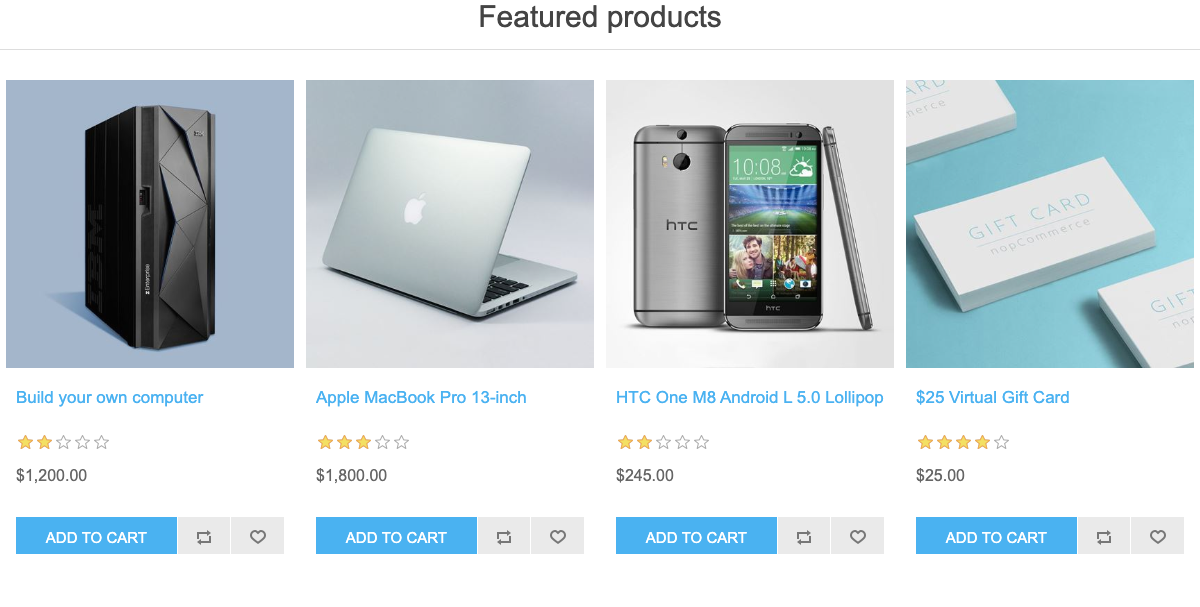 Featured products
IBM
Enterprise
hTC
10:08
hTC
ARD
pCommerce
GIFT CARD
nopCommerce
GIFT
nop
Build your own computer
Apple MacBook Pro 13-inch
HTC One M8 Android L 5.0 Lollipop
$25 Virtual Gift Card
$1,200.00
$1,800.00
$245.00
$25.00
ADD TO CART
ADD TO CART
ADD TO CART
ADD TO CART